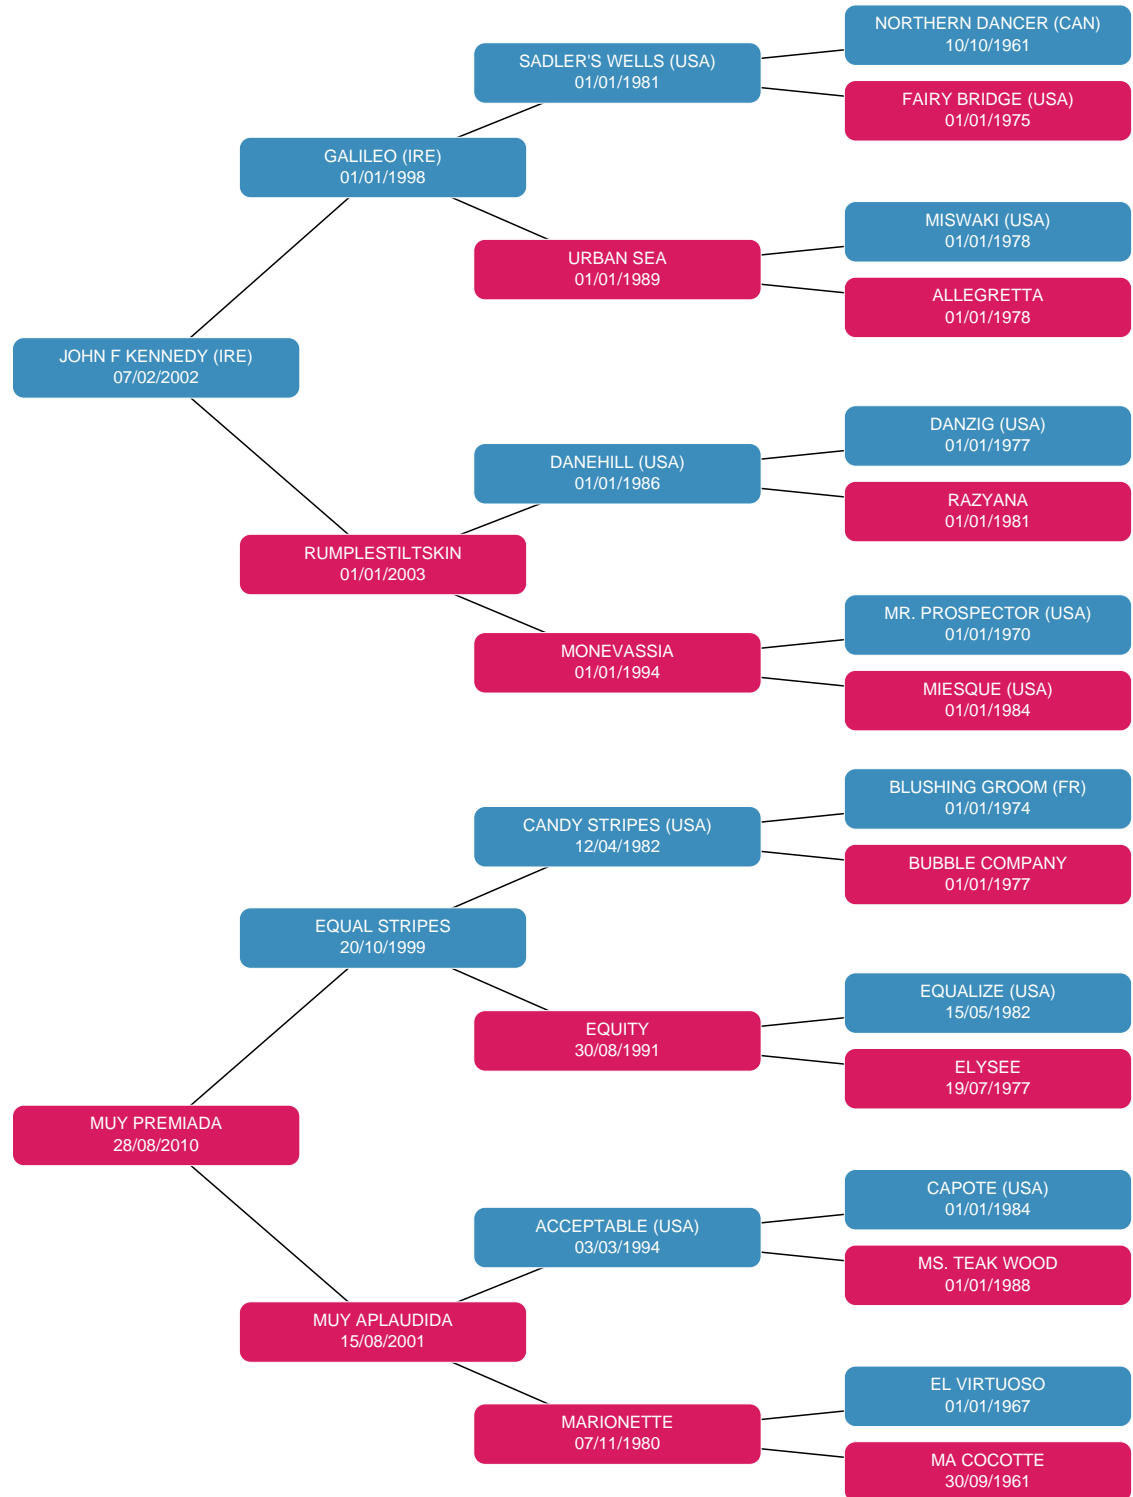 NORTHERN DANCER (CAN)
10/10/1961
SADLER'S WELLS (USA)
01/01/1981
FAIRY BRIDGE (USA)
01/01/1975
GALILEO (IRE)
01/01/1998
MISWAKI (USA)
01/01/1978
URBAN SEA
01/01/1989
ALLEGRETTA
01/01/1978
JOHN F KENNEDY (IRE)
07/02/2002
DANZIG (USA)
01/01/1977
DANEHILL (USA)
01/01/1986
RAZYANA
01/01/1981
RUMPLESTILTSKIN
01/01/2003
MR. PROSPECTOR (USA)
01/01/1970
MONEVASSIA
01/01/1994
MIESQUE (USA)
01/01/1984
BLUSHING GROOM (FR)
01/01/1974
CANDY STRIPES (USA)
12/04/1982
BUBBLE COMPANY
01/01/1977
EQUAL STRIPES
20/10/1999
EQUALIZE (USA)
15/05/1982
EQUITY
30/08/1991
ELYSEE
19/07/1977
MUY PREMIADA
28/08/2010
CAPOTE (USA)
01/01/1984
ACCEPTABLE (USA)
03/03/1994
MS. TEAK WOOD
01/01/1988
MUY APLAUDIDA
15/08/2001
EL VIRTUOSO
01/01/1967
MARIONETTE
07/11/1980
MA COCOTTE
30/09/1961